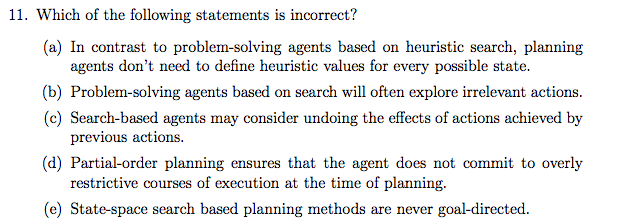 11. Which of the following statements is incorrect?
(a) In contrast to problem-solving agents based on heuristic search, planning
agents don't need to define heuristic values for every possible state.
(b) Problem-solving agents based on search will often explore irrelevant actions.
(c) Search-based agents may consider undoing the effects of actions achieved by
previous actions.
(d) Partial-order planning ensures that the agent does not commit to overly
restrictive courses of execution at the time of planning.
(e) State-space search based planning methods are never goal-directed.